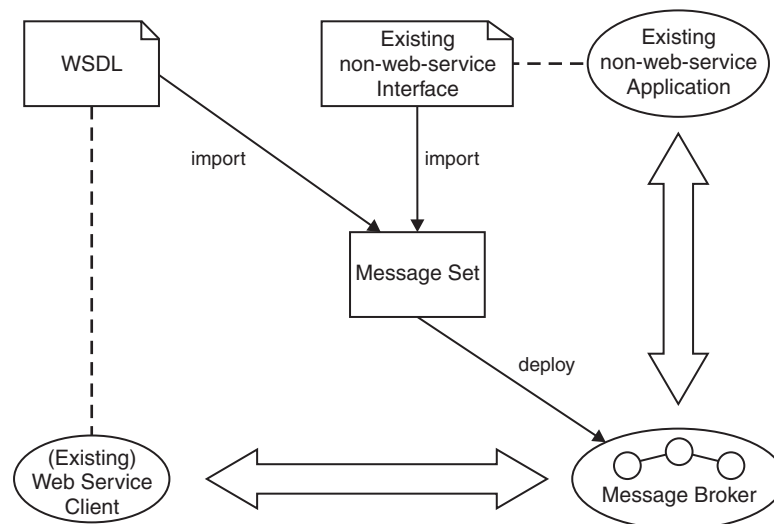 WSDL
Existing
non-web-service
Interface
Existing
non-web-service
Application
import
import
Message Set
deploy
(Existing)
Web Service
Client
Message Broker